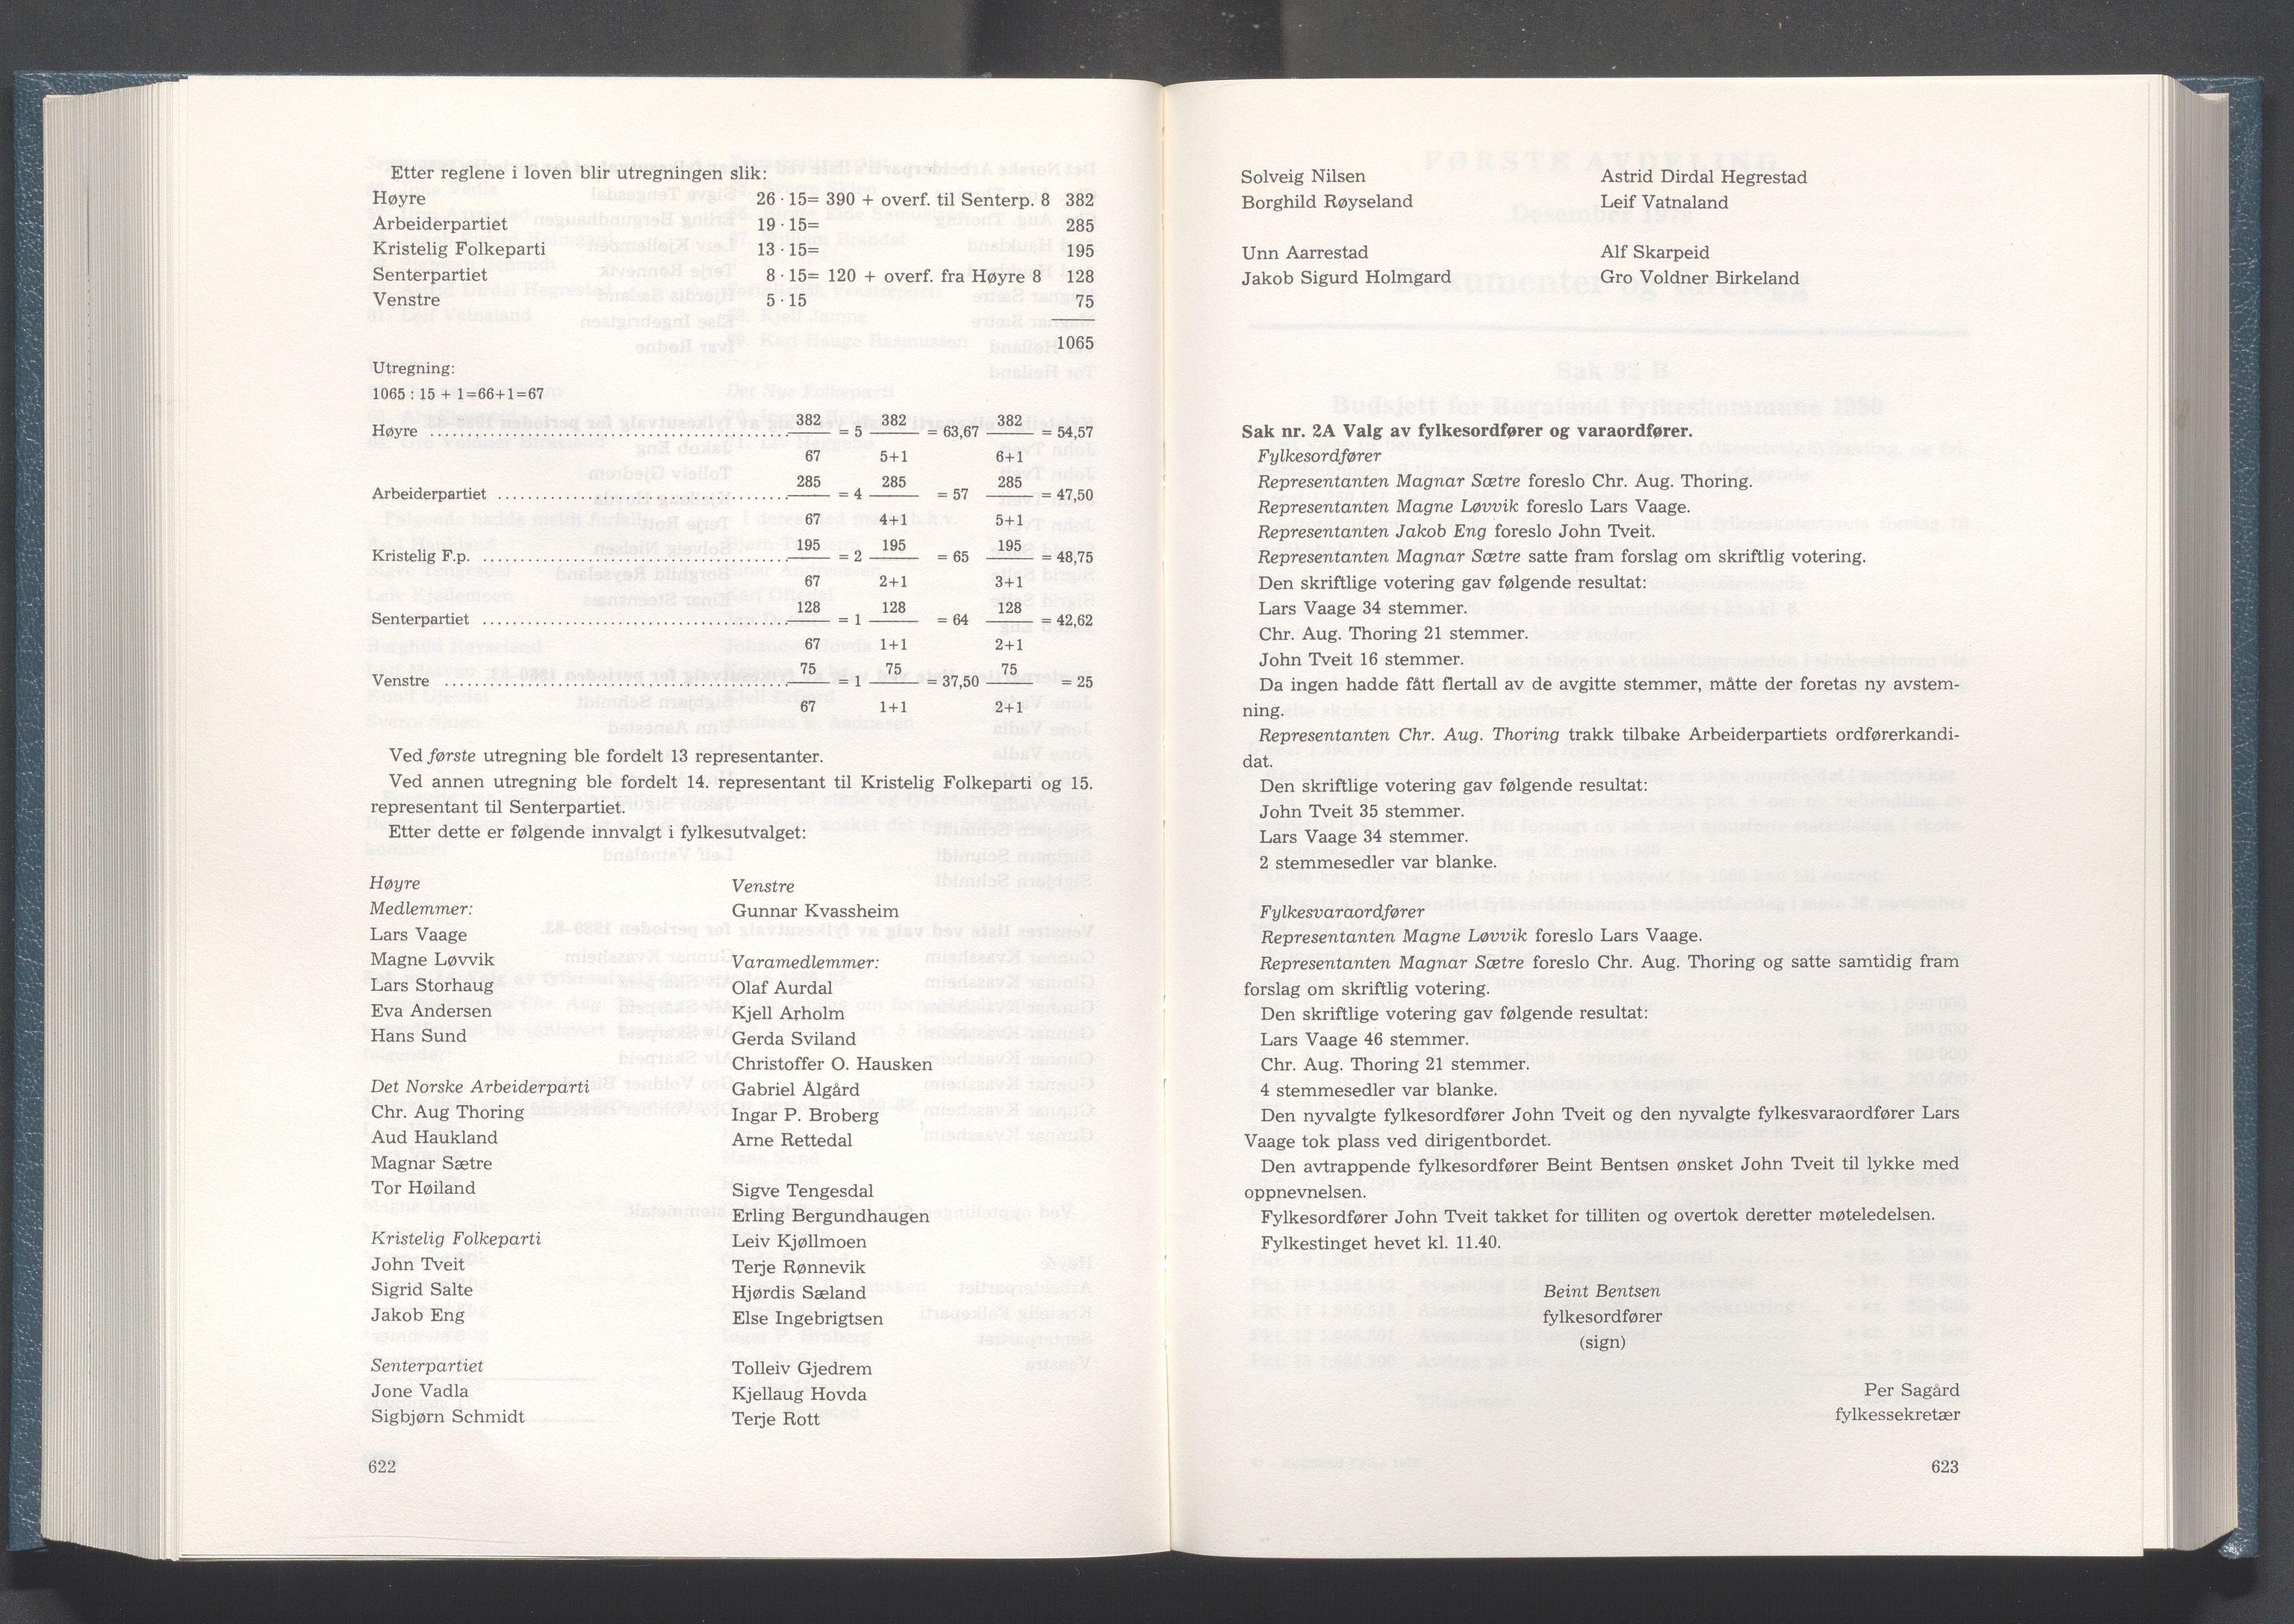 Etter reglene i loven blir utregningen slik:
Høyre 26 · 15= 390 + overf. til Senterp. 8 382
Arbeiderpartiet 19 · 15= 285
Kristelig Folkeparti 13 · 15= 195
Senterpartiet 8 · 15= 120 + overf. fra Høyre 8 128
Venstre 5 · 15 75
1065
Utregning:
1065 : 15 + 1=66+1=67
382 382 382
Høyre ........ = 5 = 63,67 = 54,57
67 5+1 6+1
285 285 285
Arbeiderpartiet ........ = 4 = 57 = 47,50
67 4+1 5+1
195 195 195
Kristelig F.p. ........ = 2 = 65 = 48,75
67 2+1 3+1
128 128 128
Senterpartiet ........ = 1 = 64 = 42,62
67 1+1 2+1
75 75 75
Venstre ........ = 1 = 37,50 = 25
67 1+1 2+1
Ved første utregning ble fordelt 13 representanter.
Ved annen utregning ble fordelt 14. representant til Kristelig Folkeparti og 15.
representant til Senterpartiet.
Etter dette er følgende innvalgt i fylkesutvalget:
Høyre
Medlemmer:
Lars Vaage
Magne Løvvik
Lars Storhaug
Eva Andersen
Hans Sund
Det Norske Arbeiderparti
Chr. Aug Thoring
Aud Haukland
Magnar Sætre
Tor Høiland
Kristelig Folkeparti
John Tveit
Sigrid Salte
Jakob Eng
Senterpartiet
Jone Vadla
Sigbjørn Schmidt
Venstre
Gunnar Kvassheim
Varamedlemmer:
Olaf Aurdal
Kjell Arholm
Gerda Sviland
Christoffer O. Hausken
Gabriel Ålgård
Ingar P. Broberg
Arne Rettedal
Sigve Tengesdal
Erling Bergundhaugen
Leiv Kjøllmoen
Terje Rønnevik
Hjørdis Sæland
Else Ingebrigtsen
Tolleiv Gjedrem
Kjellaug Hovda
Terje Rott
622
Solveig Nilsen
Borghild Røyseland
Unn Aarrestad
Jakob Sigurd Holmgard
Astrid Dirdal Hegrestad
Leif Vatnaland
Alf Skarpeid
Gro Voldner Birkeland
Sak nr. 2A Valg av fylkesordfører og varaordfører.
Fylkesordfører
Representanten Magnar Sætre foreslo Chr. Aug. Thoring.
Representanten Magne Løvvik foreslo Lars Vaage.
Representanten Jakob Eng foreslo John Tveit.
Representanten Magnar Sætre satte fram forslag om skriftlig votering.
Den skriftlige votering gav følgende resultat:
Lars Vaage 34 stemmer.
Chr. Aug. Thoring 21 stemmer.
John Tveit 16 stemmer.
Da ingen hadde fått flertall av de avgitte stemmer, måtte der foretas ny avstem-
ning.
Representanten Chr. Aug. Thoring trakk tilbake Arbeiderpartiets ordførerkandi-
dat.
Den skriftlige votering gav følgende resultat:
John Tveit 35 stemmer.
Lars Vaage 34 stemmer.
2 stemmesedler var blanke.
Fylkesvaraordfører
Representanten Magne Løvvik foreslo Lars Vaage.
Representanten Magnar Sætre foreslo Chr. Aug. Thoring og satte samtidig fram
forslag om skriftlig votering.
Den skriftlige votering gav følgende resultat:
Lars Vaage 46 stemmer.
Chr. Aug. Thoring 21 stemmer.
4 stemmesedler var blanke.
Den nyvalgte fylkesordfører John Tveit og den nyvalgte fylkesvaraordfører Lars
Vaage tok plass ved dirigentbordet.
Den avtrappende fylkesordfører Beint Bentsen ønsket John Tveit til lykke med
oppnevnelsen.
Fylkesordfører John Tveit takket for tilliten og overtok deretter møteledelsen.
Fylkestinget hevet kl. 11.40.
Beint Bentsen
fylkesordfører
(sign)
Per Sagård
fylkessekretær
623